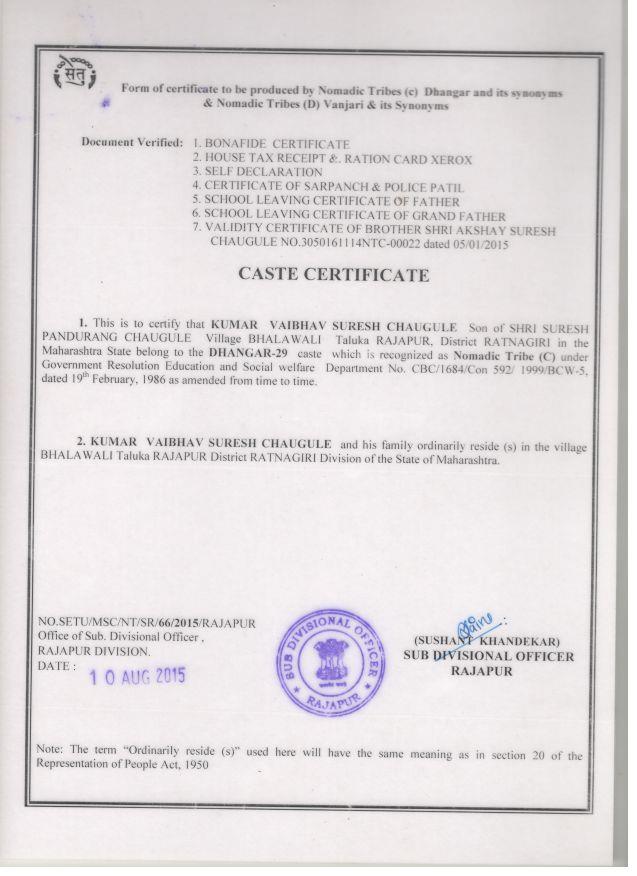 सेतु
Form of certificate to be produced by Nomadic Tribes (c) Dhangar and its synonyms
& Nomadic Tribes (D) Vanjari & its Synonyms
Document Verified: 1. BONAFIDE CERTIFICATE
2. HOUSE TAX RECEIPT &. RATION CARD XEROX
3. SELF DECLARATION
4. CERTIFICATE OF SARPANCH & POLICE PATIL
5. SCHOOL LEAVING CERTIFICATE OF FATHER
6. SCHOOL LEAVING CERTIFICATE OF GRAND FATHER
7. VALIDITY CERTIFICATE OF BROTHER SHRI AKSHAY SURESH
CHAUGULE NO.3050161114NTC-00022 dated 05/01/2015
CASTE CERTIFICATE
1. This is to certify that KUMAR VAIBHAV SURESH CHAUGULE Son of SHRI SURESH
PANDURANG CHAUGULE Village BHALAWALI Taluka RAJAPUR, District RATNAGIRI in the
Maharashtra State belong to the DHANGAR-29 caste which is recognized as Nomadic Tribe (C) under
Government Resolution Education and Social welfare Department No. CBC/1684/Con 592/ 1999/BCW-5,
dated 19th February, 1986 as amended from time to time.
2. KUMAR VAIBHAV SURESH CHAUGULE and his family ordinarily reside (s) in the village
BHALAWALI Taluka RAJAPUR District RATNAGIRI Division of the State of Maharashtra.
NO.SETU/MSC/NT/SR/66/2015/RAJAPUR
Office of Sub. Divisional Officer ,
RAJAPUR DIVISION.
DATE :
10 AUG 2015
SUB DIVISIONAL OFFICER
RAJAPUR
(SUSHANT KHANDEKAR)
SUB DIVISIONAL OFFICER
RAJAPUR
Note: The term “Ordinarily reside (s)” used here will have the same meaning as in section 20 of the
Representation of People Act, 1950